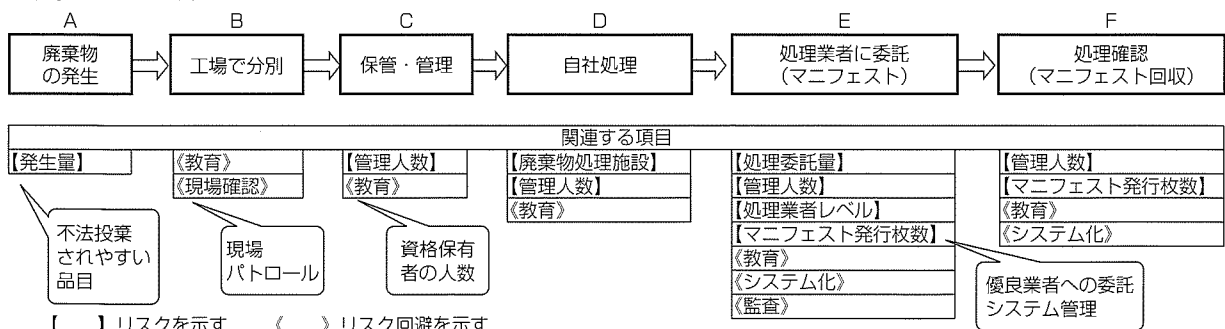 A B C D E F
廃棄物
の発生
工場で分別
保管・管理
自社処理
処理業者に委託
（マニフェスト）
処理確認
（マニフェスト回収）
関連する項目
【発生量】
《教育》
《現場確認》
【管理人数】
《教育》
【廃棄物処理施設】
【管理人数】
《教育》
【処理委託量】
【管理人数】
【処理業者レベル】
【マニフェスト発行枚数】
《教育》
《システム化》
《監査》
【管理人数】
【マニフェスト発行枚数】
《教育》
《システム化》
不法投棄
されやすい
品目
現場
パトロール
資格保有
者の人数
優良業者への委託
システム管理
【　】リスクを示す　《　》リスク回避を示す